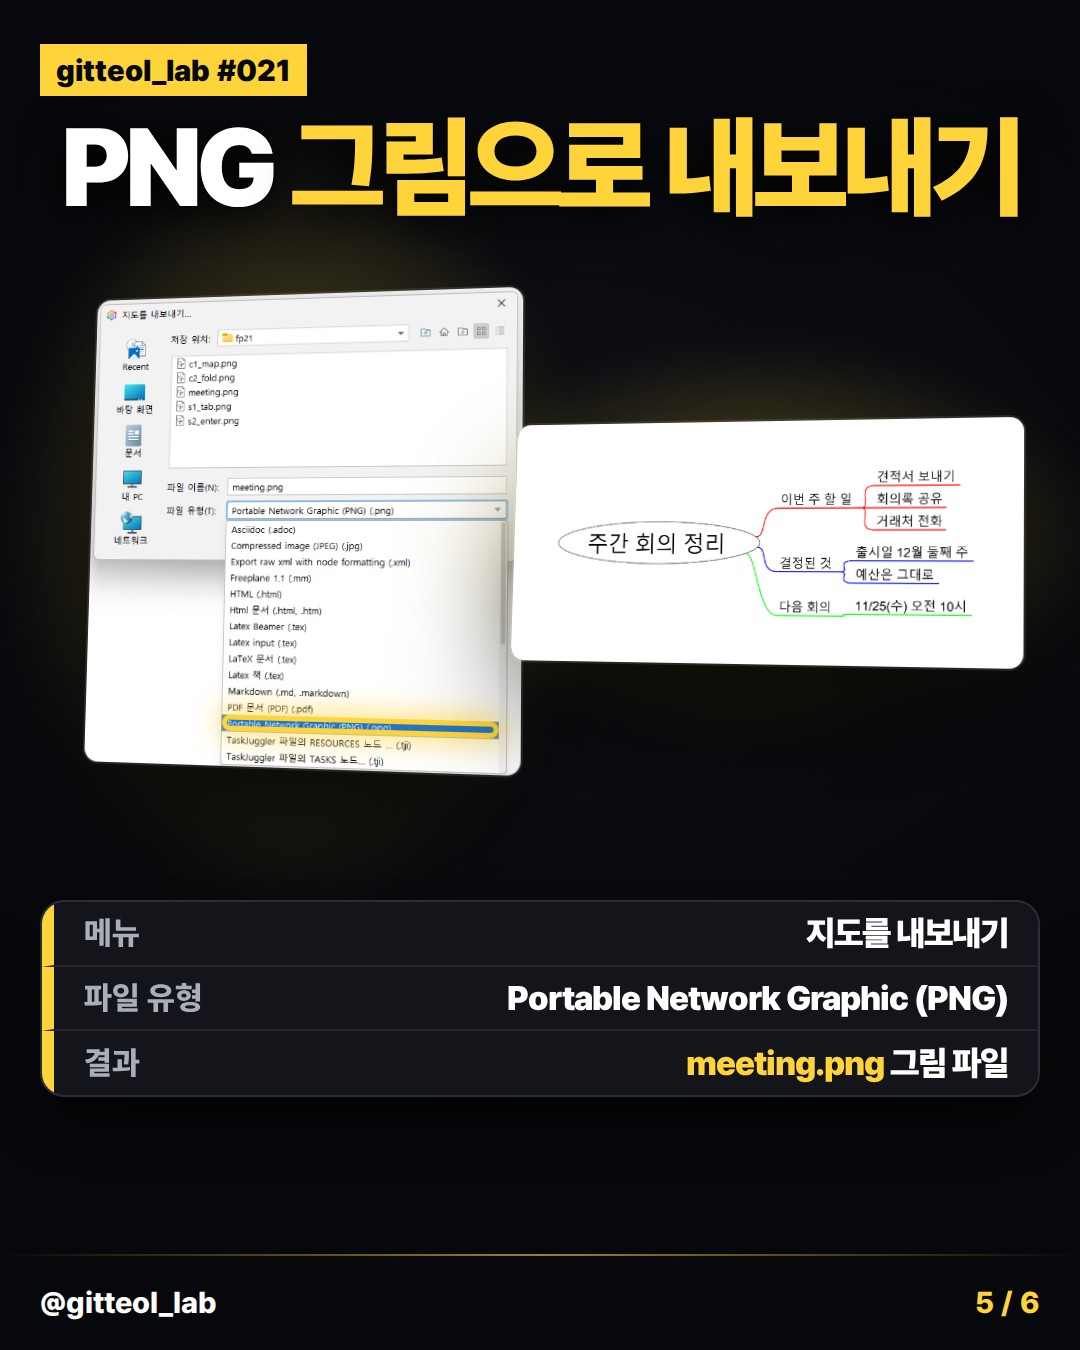 gitteol_lab #021
PNG 그림으로 내보내기
지도를 내보내기...
저장 위치: fp21
Recent
바탕 화면
문서
내 PC
네트워크
c1_map.png
c2_fold.png
meeting.png
s1_tab.png
s2_enter.png
파일 이름(N): meeting.png
파일 유형(T): Portable Network Graphic (PNG) (.png)
Asciidoc (.adoc)
Compressed image (JPEG) (.jpg)
Export raw xml with node formatting (.xml)
Freeplane 1.1 (.mm)
HTML (.html)
Html 문서 (.html, .htm)
Latex Beamer (.tex)
Latex input (.tex)
LaTeX 문서 (.tex)
Latex 책 (.tex)
Markdown (.md, .markdown)
PDF 문서 (PDF) (.pdf)
Portable Network Graphic (PNG) (.png)
TaskJuggler 파일의 RESOURCES 노드 ... (.tji)
TaskJuggler 파일의 TASKS 노드... (.tji)
주간 회의 정리
이번 주 할 일
견적서 보내기
회의록 공유
거래처 전화
결정된 것
출시일 12월 둘째 주
예산은 그대로
다음 회의
11/25(수) 오전 10시
메뉴 지도를 내보내기
파일 유형 Portable Network Graphic (PNG)
결과 meeting.png 그림 파일
@gitteol_lab
5 / 6